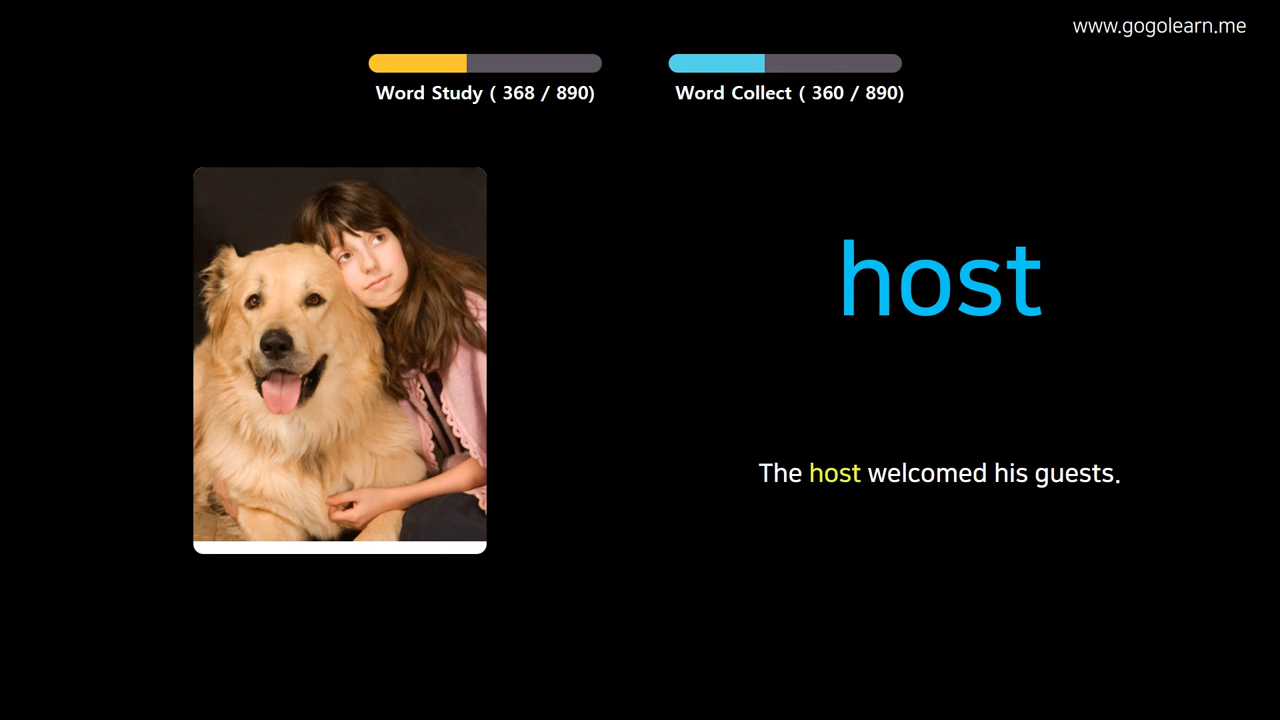 www.gogolearn.me
Word Study ( 368 / 890)
Word Collect ( 360 / 890)
host
The host welcomed his guests.